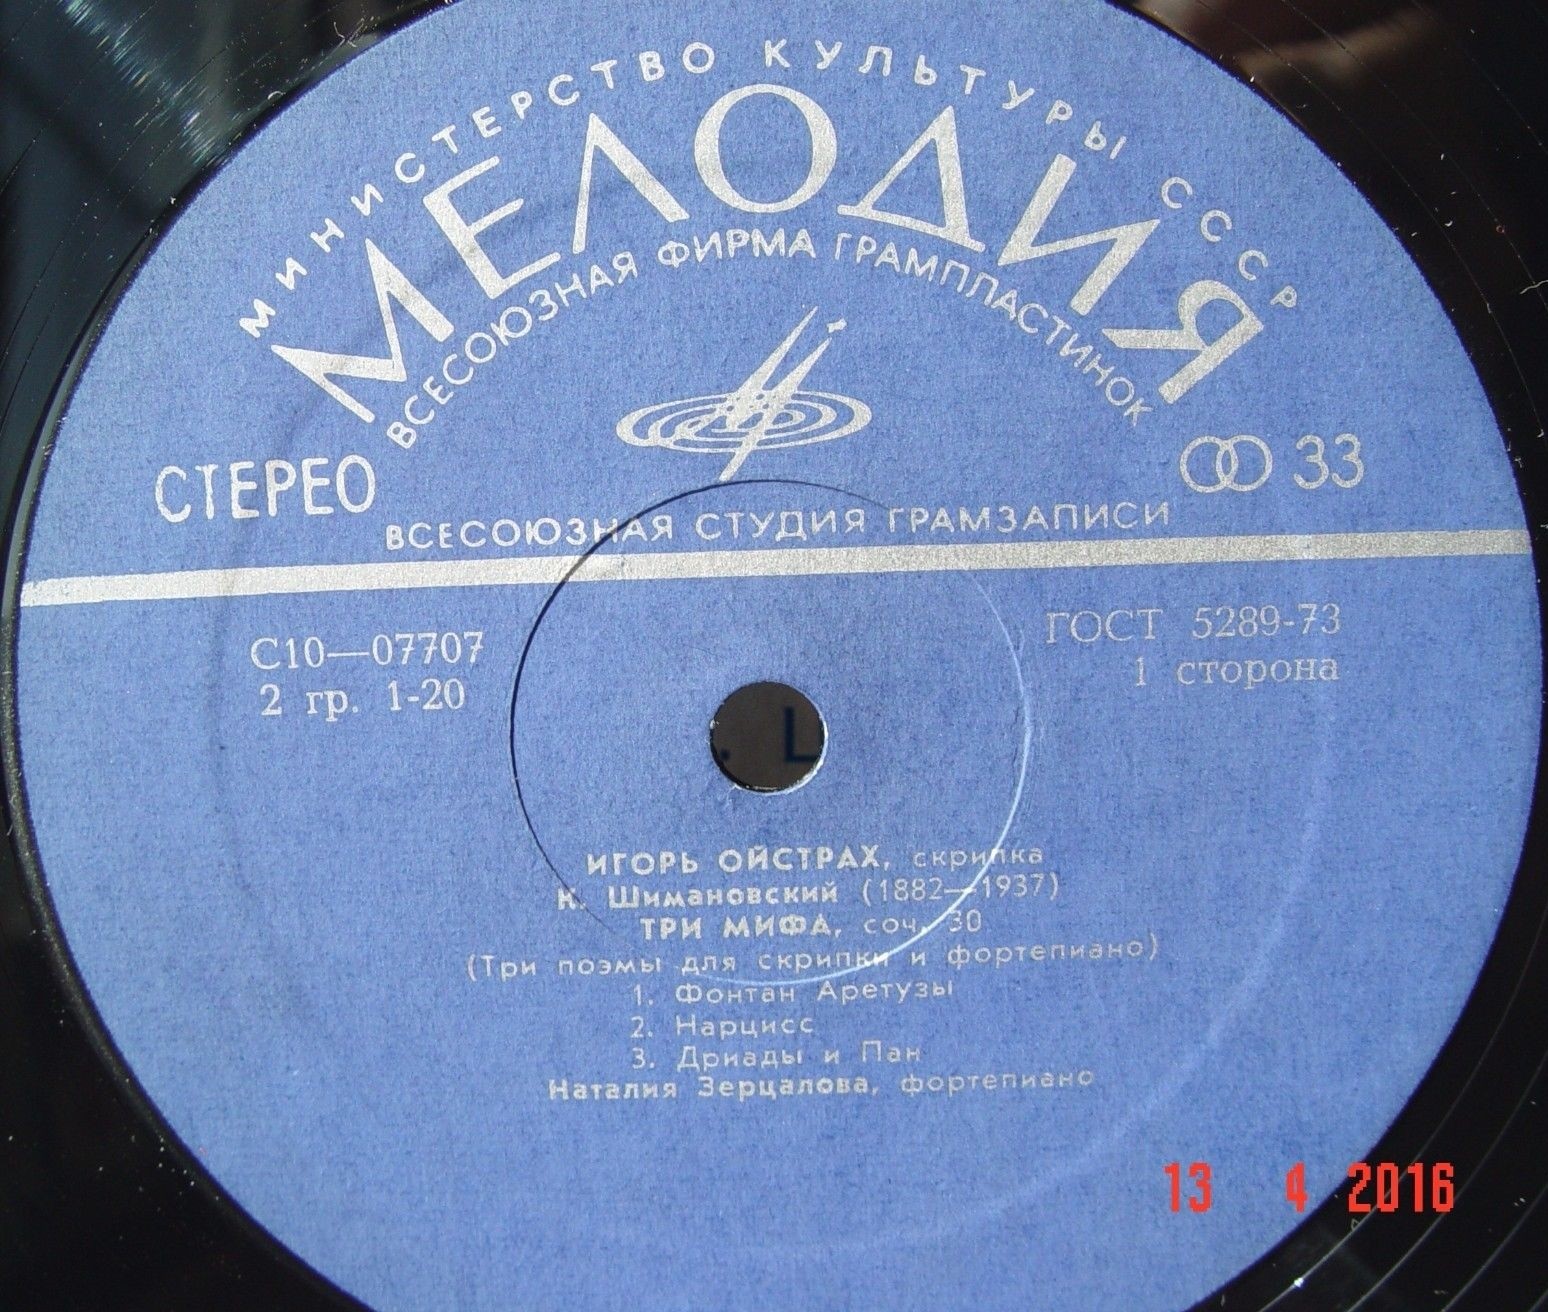 МИНИСТЕРСТВО КУЛЬТУРЫ СССР
МЕЛОДИЯ
ВСЕСОЮЗНАЯ ФИРМА ГРАМПЛАСТИНОК
СТЕРЕО
33
ВСЕСОЮЗНАЯ СТУДИЯ ГРАМЗАПИСИ
С10—07707
ГОСТ 5289-73
2 гр. 1-20
1 сторона
L
ИГОРЬ ОЙСТРАХ, скрипка
К. Шимановский (1882—1937)
ТРИ МИФА, соч. 30
(Три поэмы для скрипки и фортепиано)
1. Фонтан Аретузы
2. Нарцисс
3. Дриады и Пан
Наталия Зерцалова, фортепиано
13 4 2016